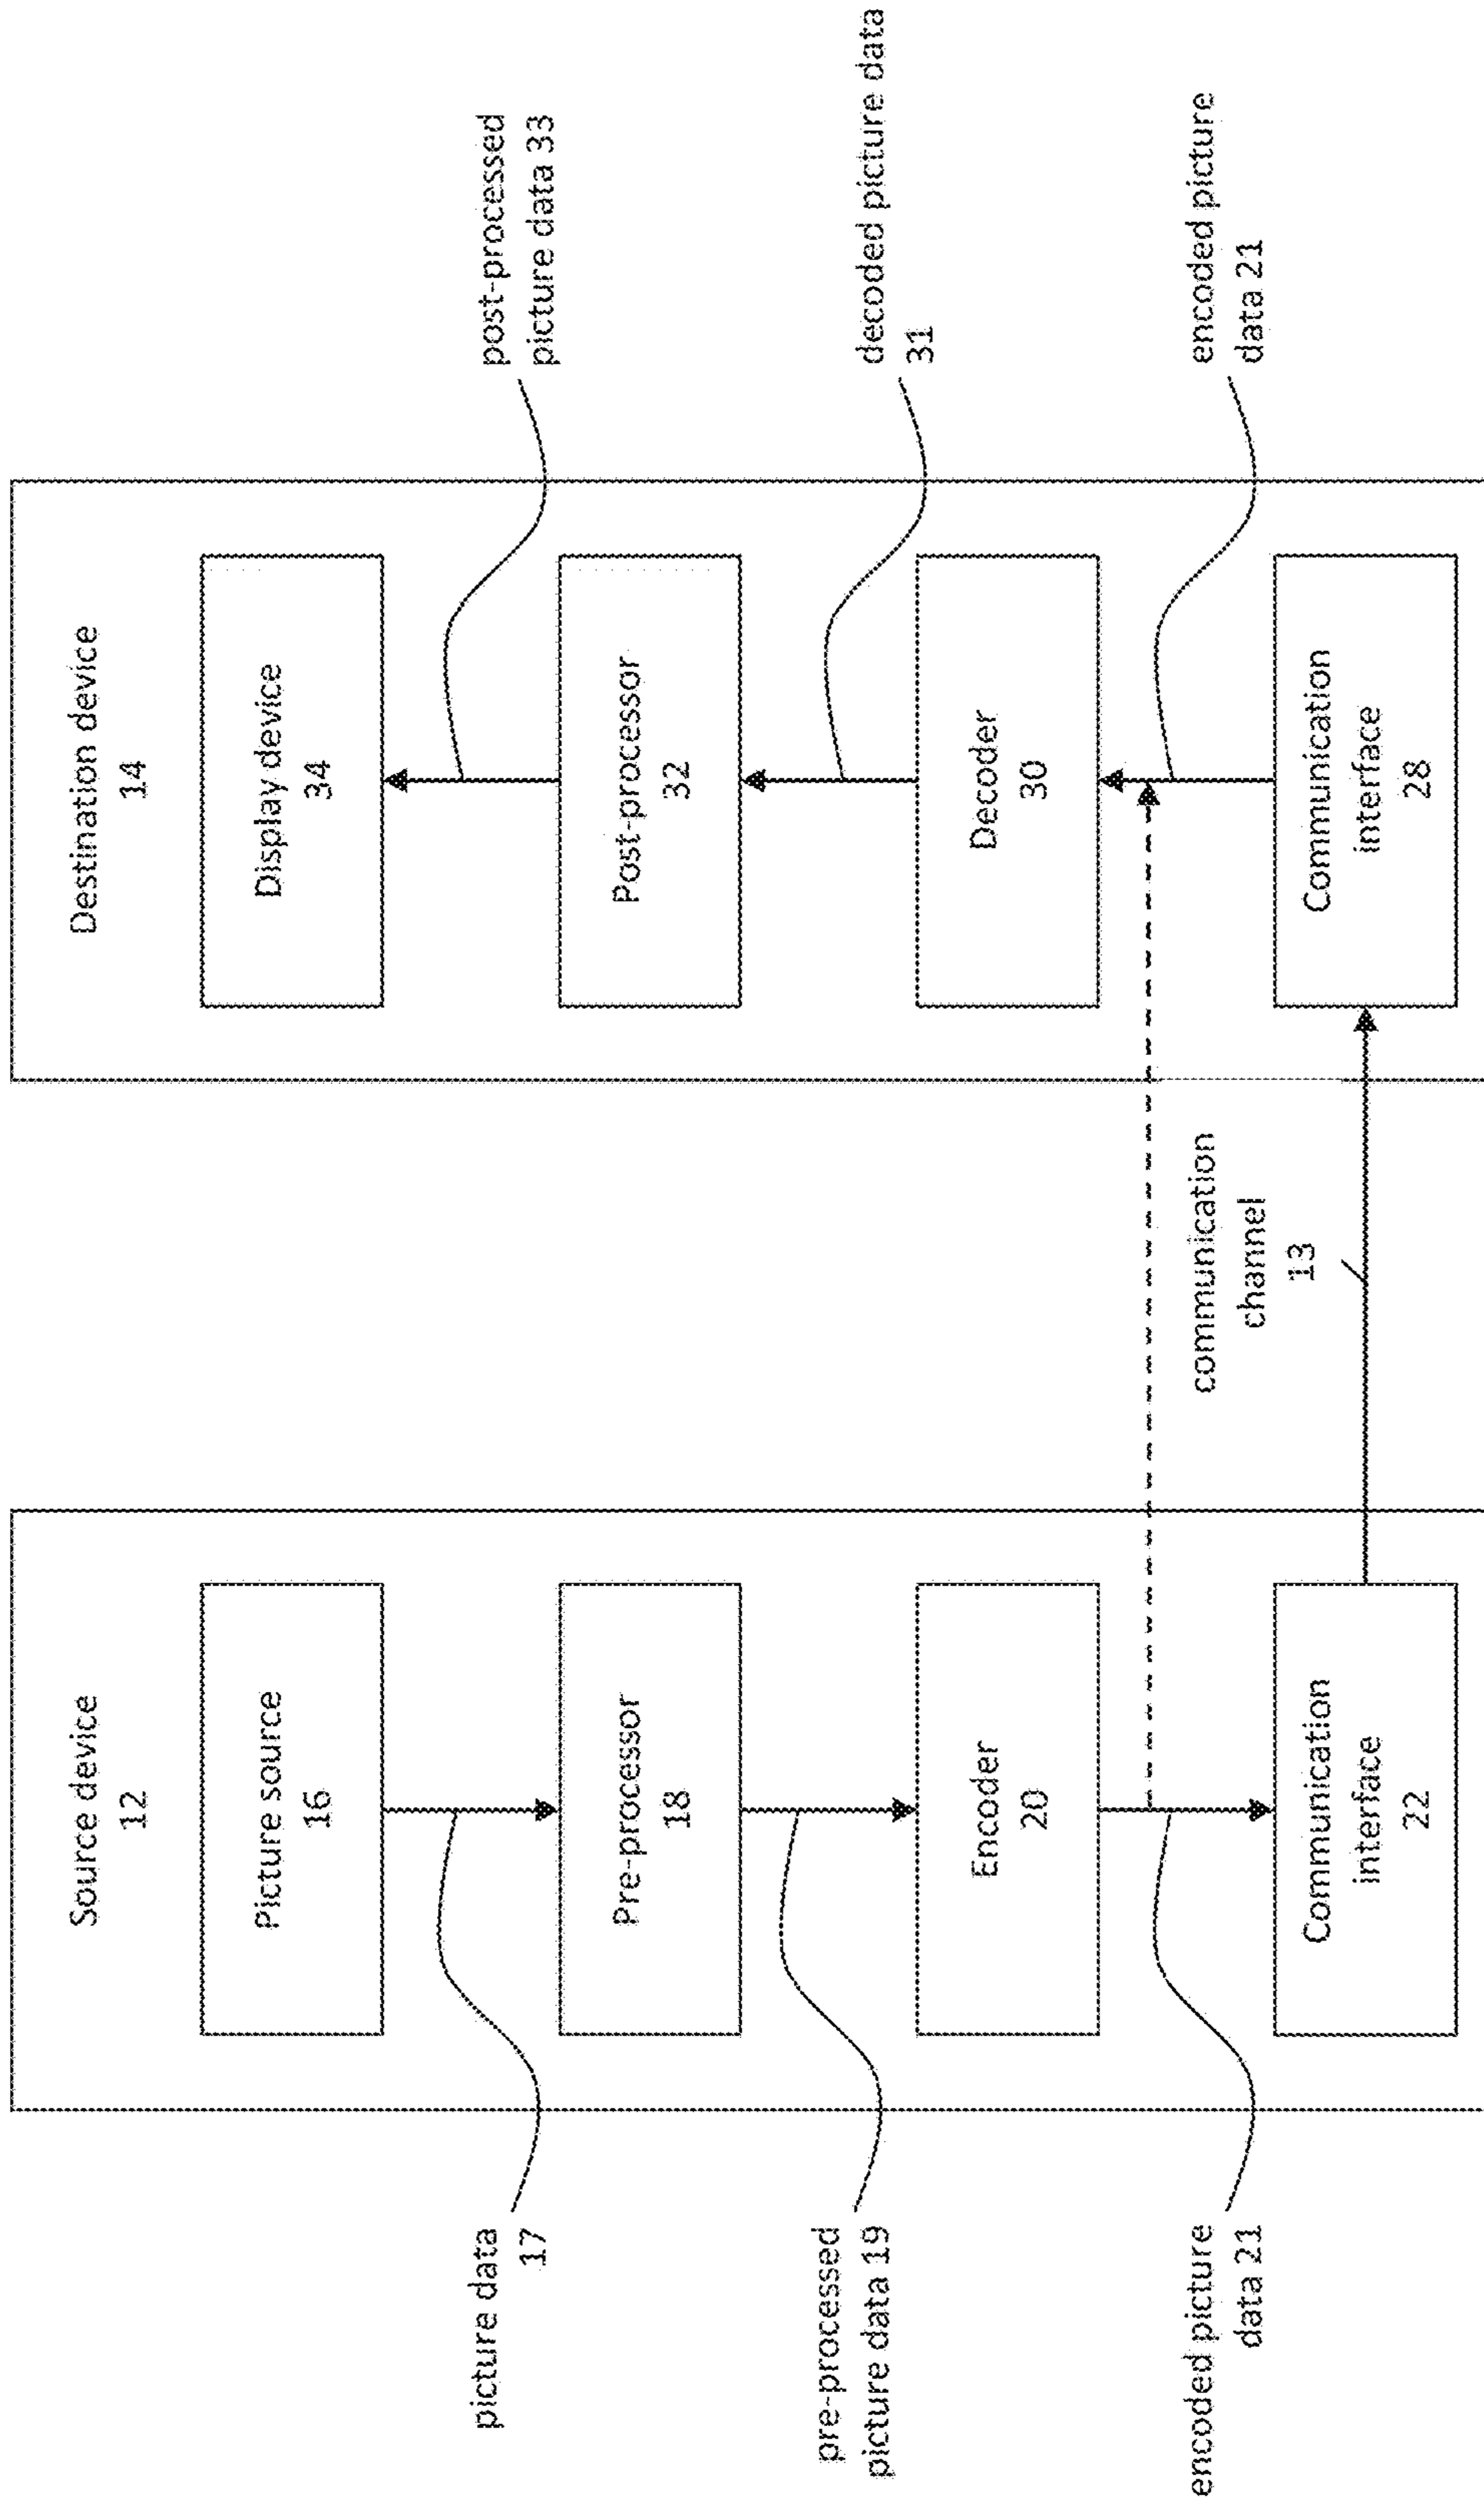 Source device
12
Picture source
16
picture data
17
Pre-processor
18
pre-processed
picture data 19
Encoder
20
encoded picture
data 21
Communication
interface
22
communication
channel
13
Destination device
14
Display device
34
post-processed
picture data 33
Post-processor
32
decoded picture data
31
Decoder
30
encoded picture
data 21
Communication
interface
28